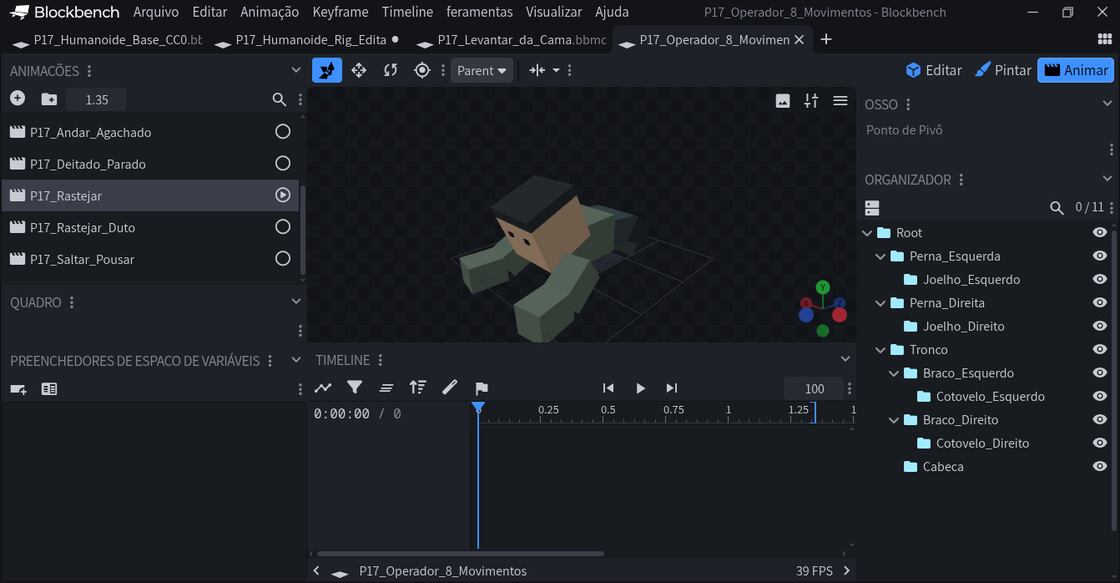 Blockbench Arquivo Editar Animação Keyframe Timeline feramentas Visualizar Ajuda P17_Operador_8_Movimentos - Blockbench
P17_Humanoide_Base_CC0.bb P17_Humanoide_Rig_Edita P17_Levantar_da_Cama.bbmc P17_Operador_8_Movimen
ANIMACÕES
Parent
Editar Pintar Animar
1.35
P17_Andar_Agachado
P17_Deitado_Parado
P17_Rastejar
P17_Rastejar_Duto
P17_Saltar_Pousar
QUADRO
PREENCHEDORES DE ESPACO DE VARIÁVEIS
X
Y
Z
TIMELINE
100
0:00:00 / 0
0 0.25 0.5 0.75 1 1.25 1
P17_Operador_8_Movimentos 39 FPS
OSSO
Ponto de Pivô
ORGANIZADOR
0 / 11
Root
Perna_Esquerda
Joelho_Esquerdo
Perna_Direita
Joelho_Direito
Tronco
Braco_Esquerdo
Cotovelo_Esquerdo
Braco_Direito
Cotovelo_Direito
Cabeca